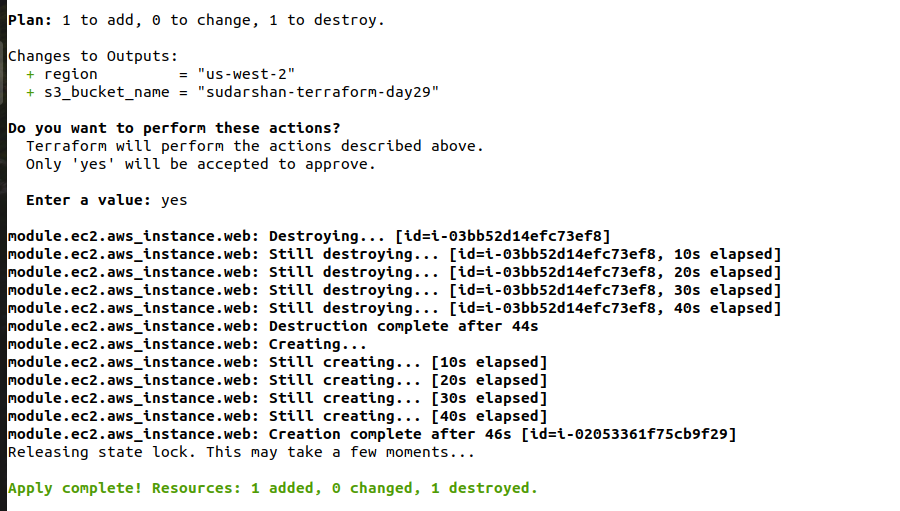 Plan: 1 to add, 0 to change, 1 to destroy.
Changes to Outputs:
+ region = "us-west-2"
+ s3_bucket_name = "sudarshan-terraform-day29"
Do you want to perform these actions?
Terraform will perform the actions described above.
Only 'yes' will be accepted to approve.
Enter a value: yes
module.ec2.aws_instance.web: Destroying... [id=i-03bb52d14efc73ef8]
module.ec2.aws_instance.web: Still destroying... [id=i-03bb52d14efc73ef8, 10s elapsed]
module.ec2.aws_instance.web: Still destroying... [id=i-03bb52d14efc73ef8, 20s elapsed]
module.ec2.aws_instance.web: Still destroying... [id=i-03bb52d14efc73ef8, 30s elapsed]
module.ec2.aws_instance.web: Still destroying... [id=i-03bb52d14efc73ef8, 40s elapsed]
module.ec2.aws_instance.web: Destruction complete after 44s
module.ec2.aws_instance.web: Creating...
module.ec2.aws_instance.web: Still creating... [10s elapsed]
module.ec2.aws_instance.web: Still creating... [20s elapsed]
module.ec2.aws_instance.web: Still creating... [30s elapsed]
module.ec2.aws_instance.web: Still creating... [40s elapsed]
module.ec2.aws_instance.web: Creation complete after 46s [id=i-02053361f75cb9f29]
Releasing state lock. This may take a few moments...
Apply complete! Resources: 1 added, 0 changed, 1 destroyed.